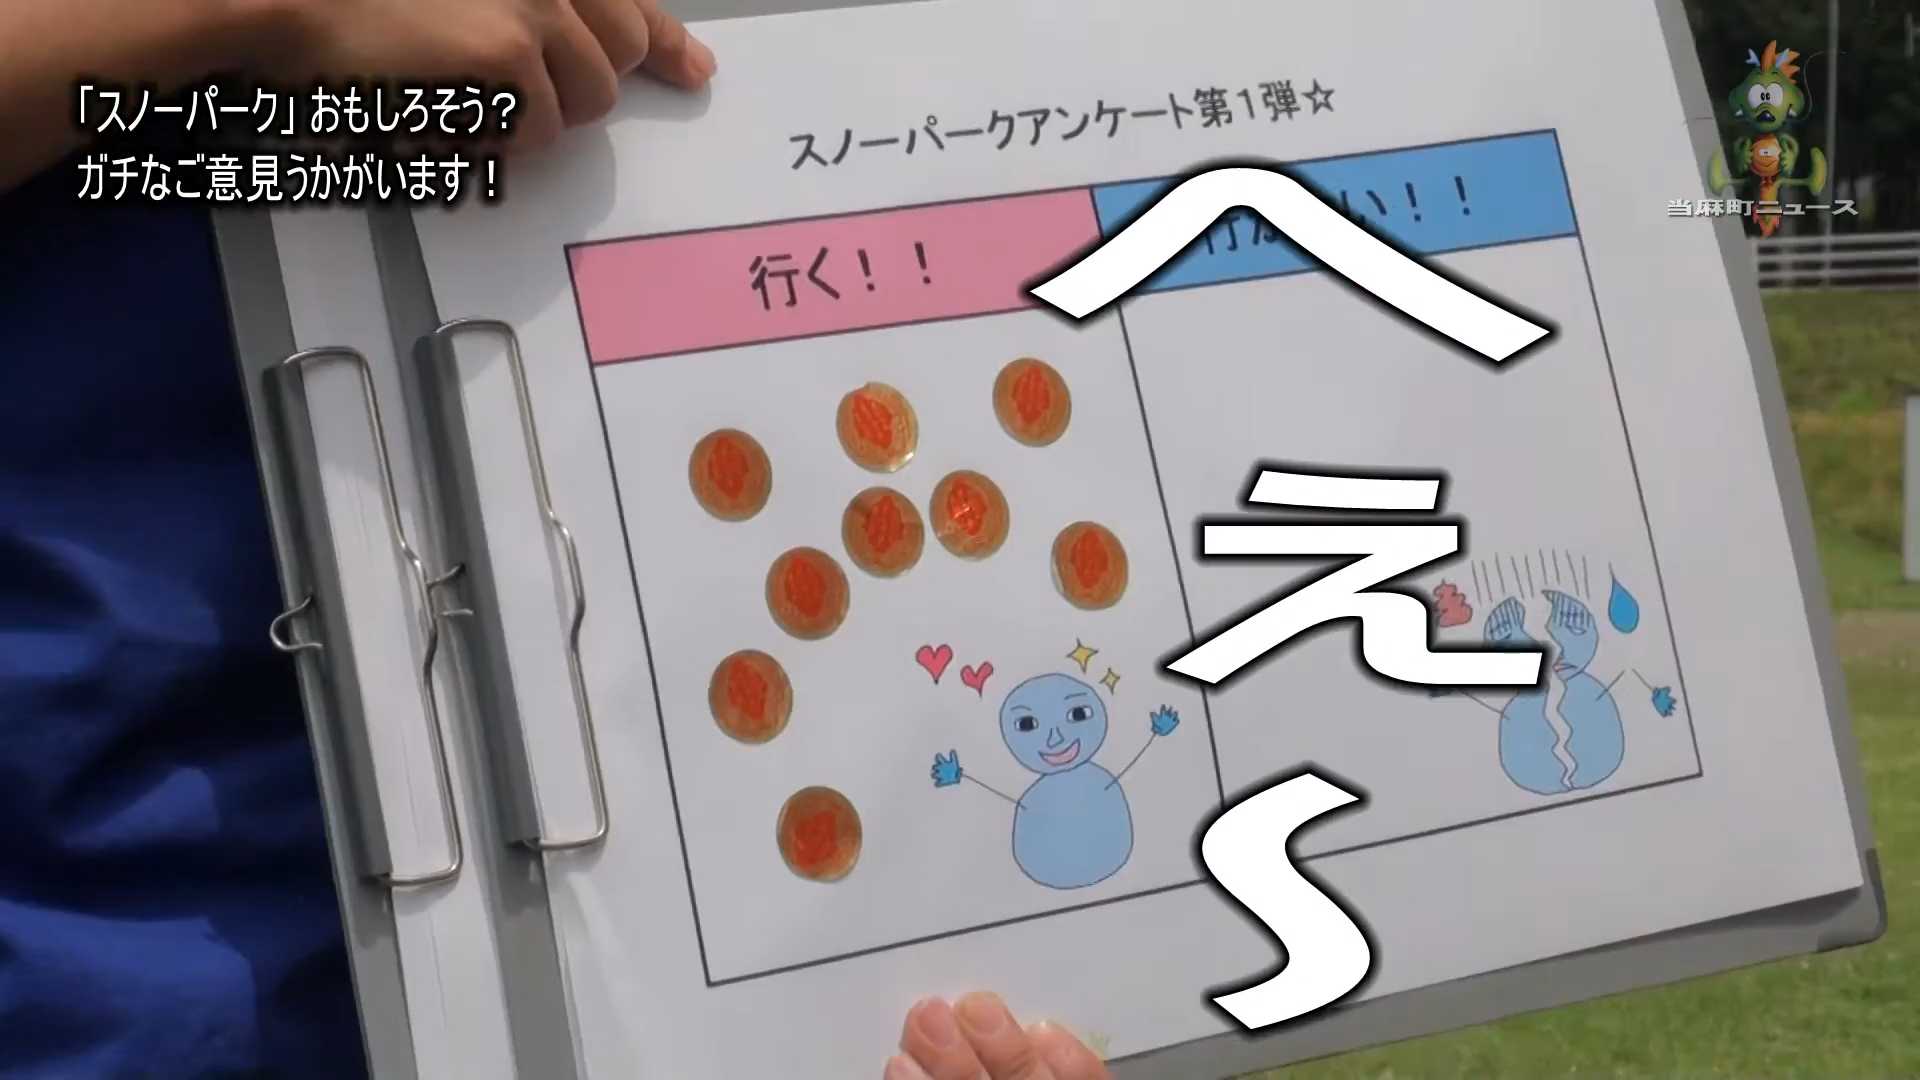 「スノーパーク」おもしろそう？
ガチなご意見うかがいます！
スノーパークアンケート第1弾☆
行く！！
い！！
へえ～
当麻町ニュース